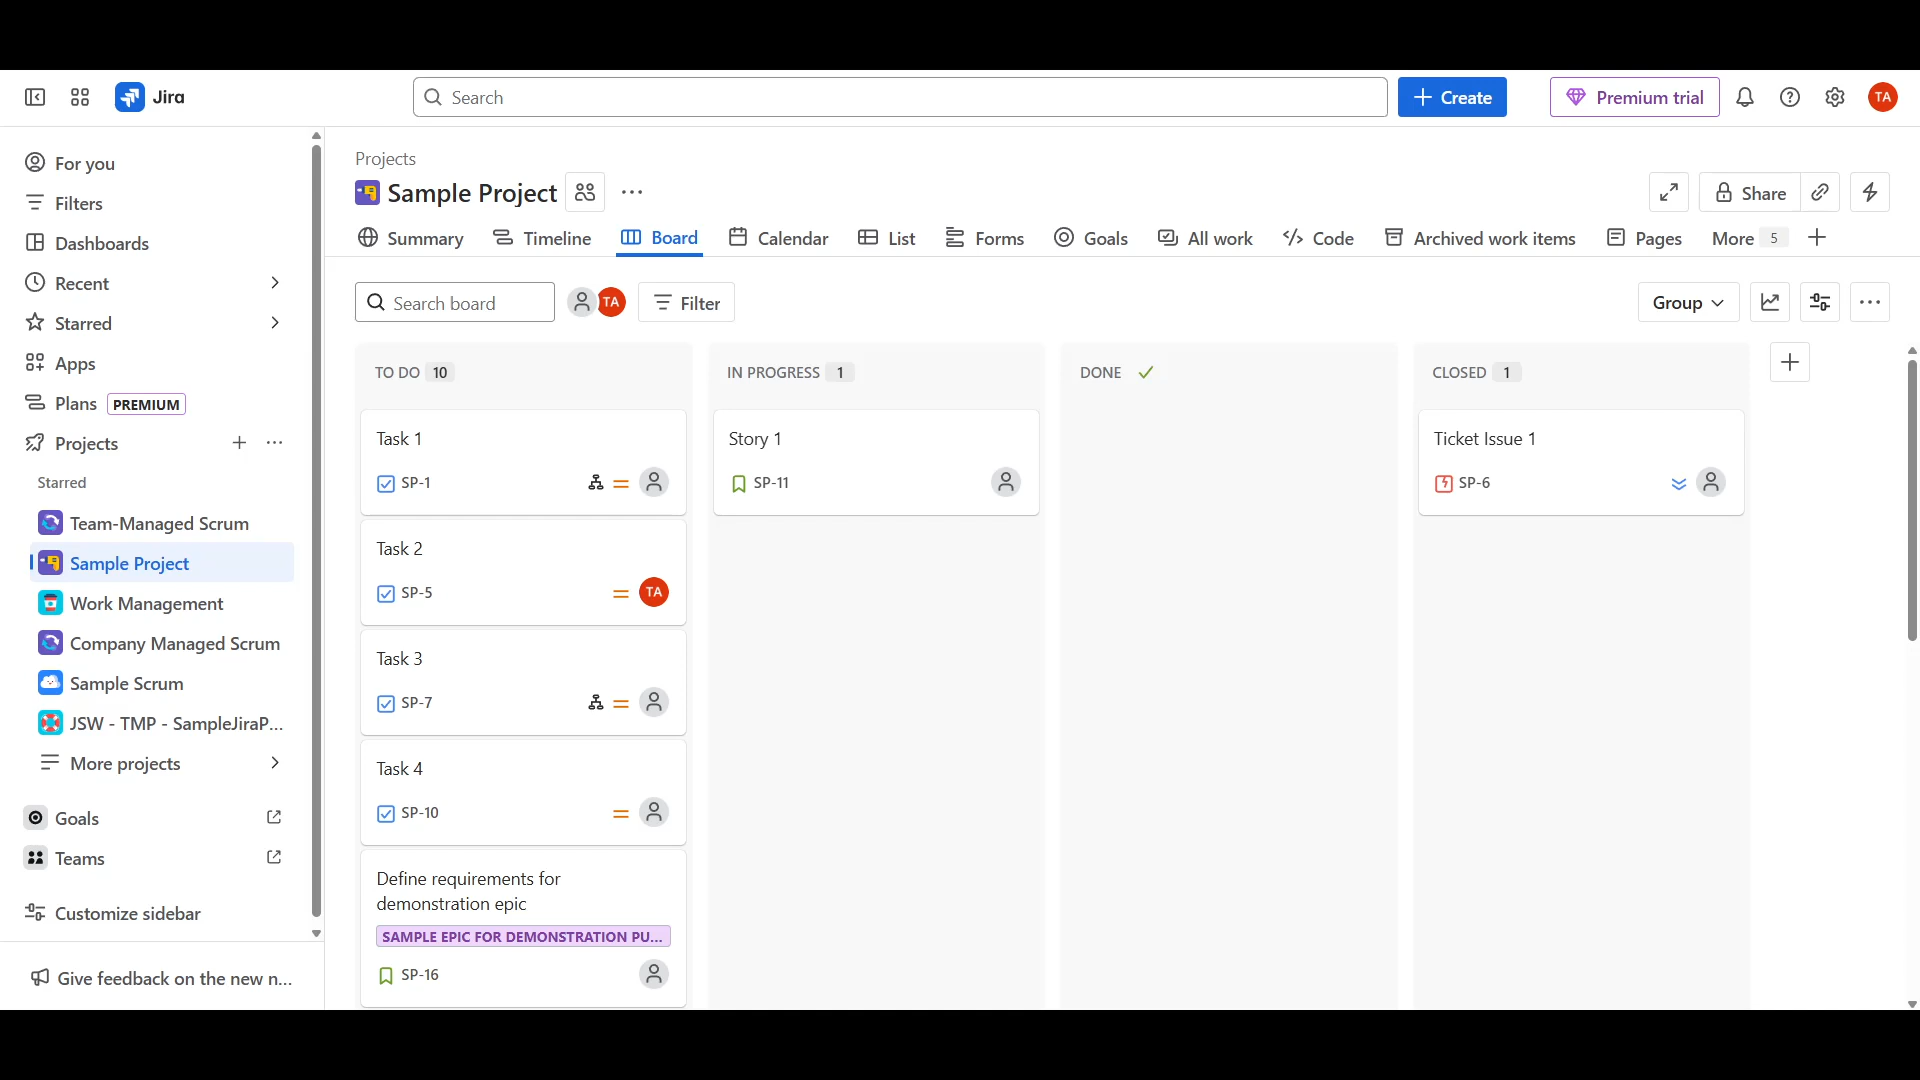 Jira
Search
Create
Premium trial
TA
For you
Filters
Dashboards
Recent
Starred
Apps
Plans PREMIUM
Projects
Starred
Team-Managed Scrum
Sample Project
Work Management
Company Managed Scrum
Sample Scrum
JSW - TMP - SampleJiraP...
More projects
Goals
Teams
Customize sidebar
Give feedback on the new n...
Projects
Sample Project
Share
Summary Timeline Board Calendar List Forms Goals All work Code Archived work items Pages More 5
Search board
TA
Filter
Group
TO DO 10
Task 1
SP-1
Task 2
SP-5
TA
Task 3
SP-7
Task 4
SP-10
Define requirements for
demonstration epic
SAMPLE EPIC FOR DEMONSTRATION PU...
SP-16
IN PROGRESS 1
Story 1
SP-11
DONE
CLOSED 1
Ticket Issue 1
SP-6